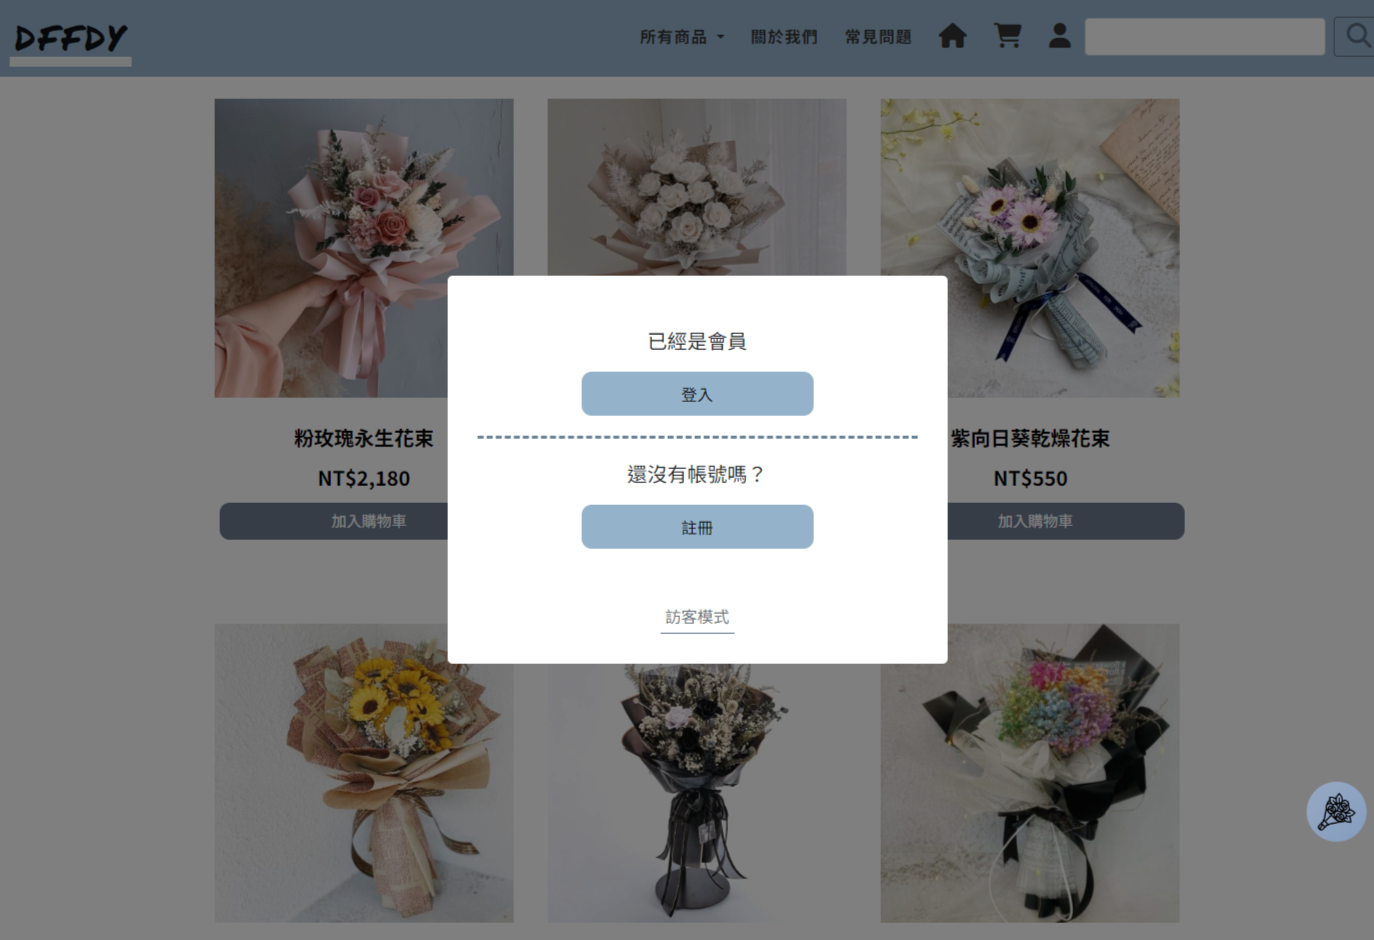 DFFDY
所有商品
關於我們
常見問題
已經是會員
登入
還沒有帳號嗎？
註冊
訪客模式
粉玫瑰永生花束
NT$2,180
加入購物車
紫向日葵乾燥花束
NT$550
加入購物車